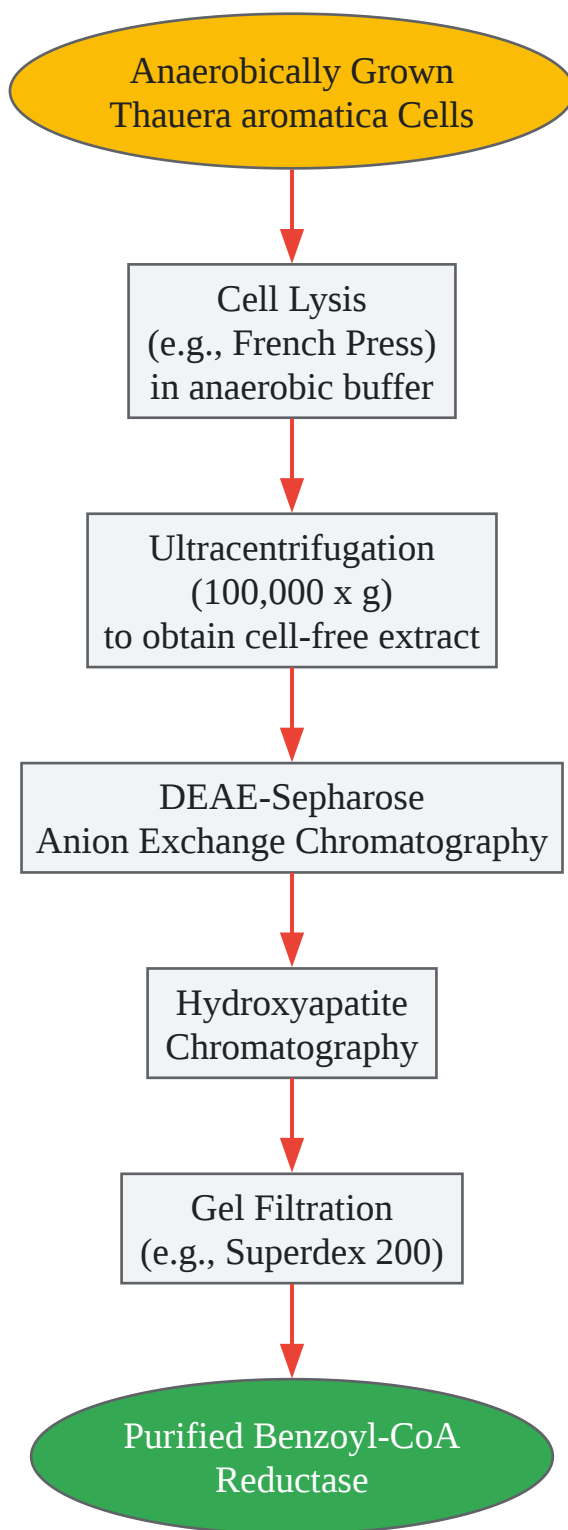 Anaerobically Grown
Thauera aromatica Cells
Cell Lysis
(e.g., French Press)
in anaerobic buffer
Ultracentrifugation
(100,000 x g)
to obtain cell-free extract
DEAE-Sepharose
Anion Exchange Chromatography
Hydroxyapatite
Chromatography
Gel Filtration
(e.g., Superdex 200)
Purified Benzoyl-CoA
Reductase